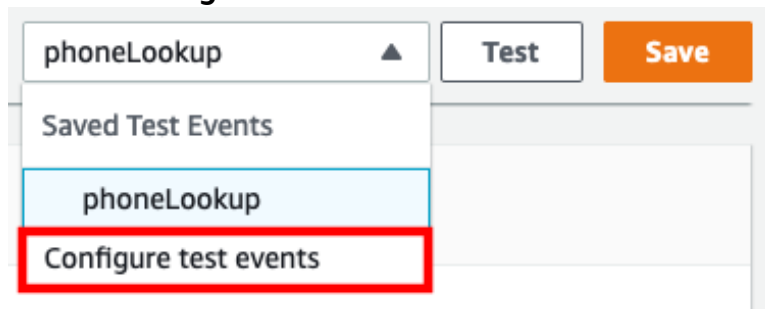 phoneLookup Test Save
Saved Test Events
phoneLookup
Configure test events